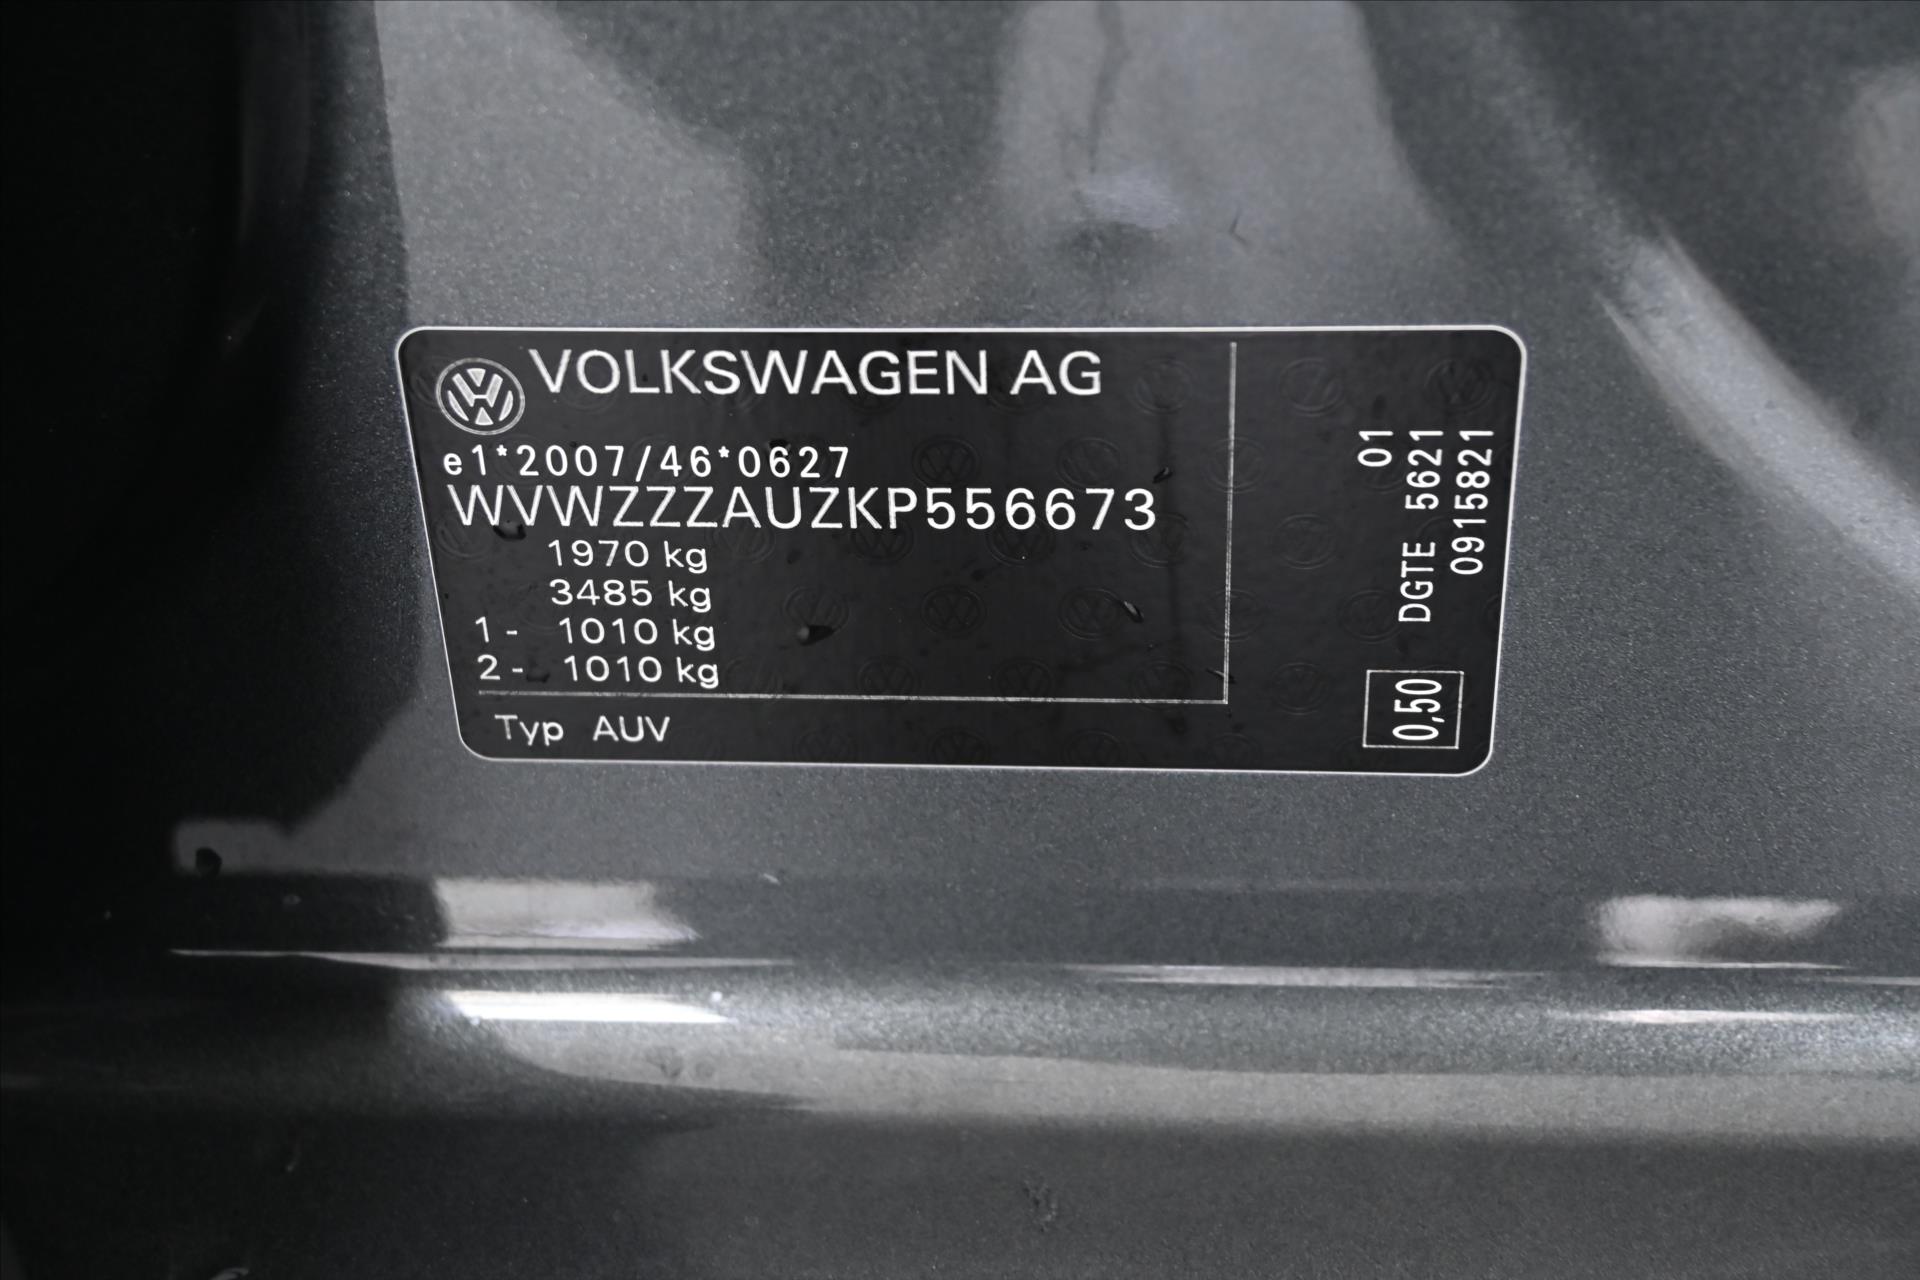 VOLKSWAGEN AG
e1*2007/46*0627
WVWZZZAUZKP556673
1970 kg
3485 kg
1- 1010 kg
2- 1010 kg
Typ AUV
01
DGTE 5621
0915821
0,50